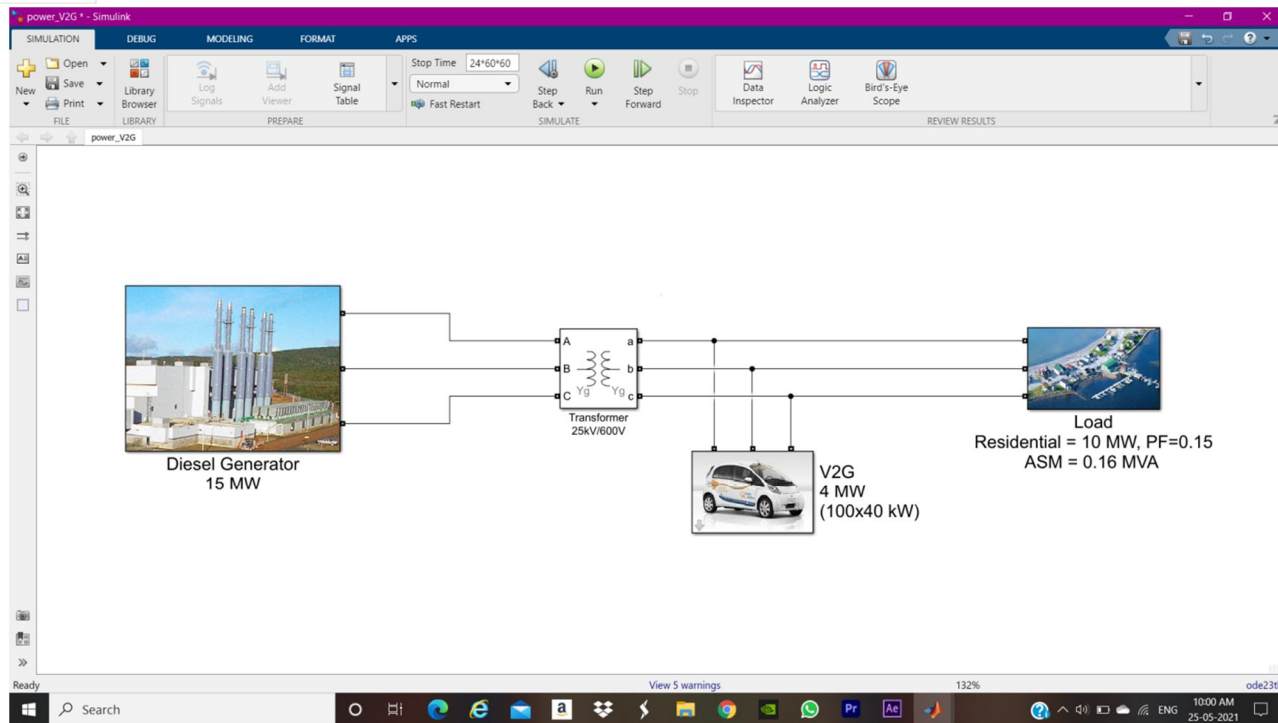 power_V2G * - Simulink
SIMULATION DEBUG MODELING FORMAT APPS
New
Open
Save
Print
FILE
Library Browser
LIBRARY
Log Signals
Add Viewer
Signal Table
PREPARE
Stop Time 24*60*60
Normal
Fast Restart
Step Back
Run
Step Forward
Stop
SIMULATE
Data Inspector
Logic Analyzer
Bird's-Eye Scope
REVIEW RESULTS
power_V2G
Diesel Generator
15 MW
A a
B b
C c
Yg Yg
Transformer
25kV/600V
V2G
4 MW
(100x40 kW)
Load
Residential = 10 MW, PF=0.15
ASM = 0.16 MVA
Ready View 5 warnings 132% ode23t
Search
a
Pr
Ae
ENG
10:00 AM
25-05-2021